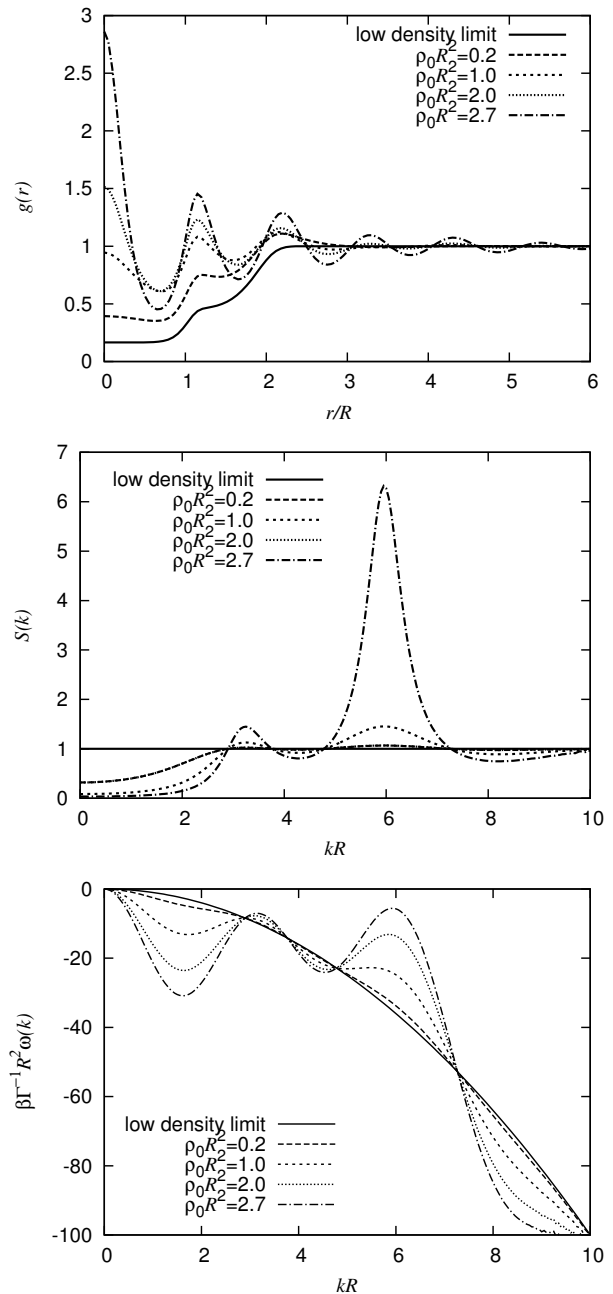 3
2.5
2
1.5
1
0.5
0
g(r)
low density limit
ρ₀R²=0.2
ρ₀R²=1.0
ρ₀R²=2.0
ρ₀R²=2.7
0 1 2 3 4 5 6
r/R
7
6
5
4
3
2
1
0
S(k)
low density limit
ρ₀R²=0.2
ρ₀R²=1.0
ρ₀R²=2.0
ρ₀R²=2.7
0 2 4 6 8 10
kR
0
-20
-40
-60
-80
-100
βΓ⁻¹R²ω(k)
low density limit
ρ₀R²=0.2
ρ₀R²=1.0
ρ₀R²=2.0
ρ₀R²=2.7
0 2 4 6 8 10
kR